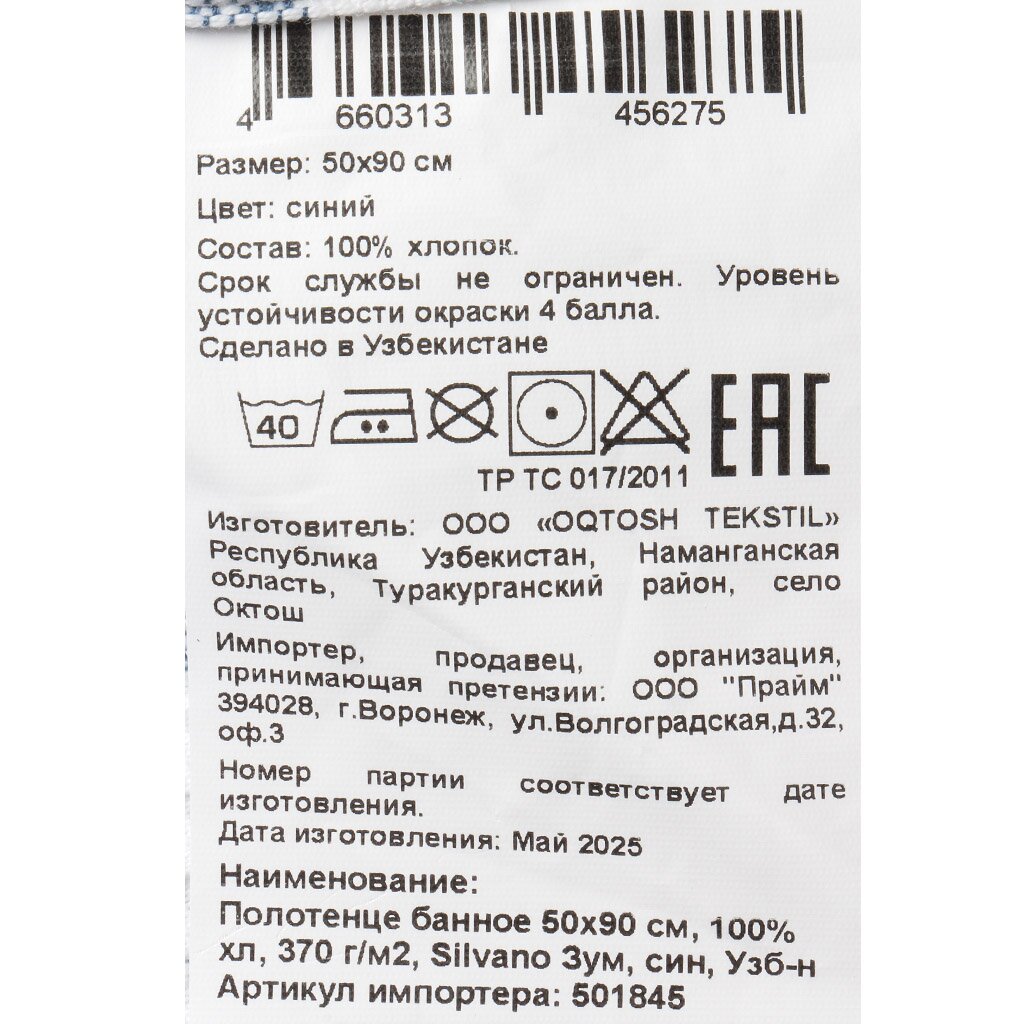 4 660313 456275
Размер: 50х90 см
Цвет: синий
Состав: 100% хлопок.
Срок службы не ограничен. Уровень
устойчивости окраски 4 балла.
Сделано в Узбекистане
40
EAC
ТР ТС 017/2011
Изготовитель: ООО «OQTOSH TEKSTIL»
Республика Узбекистан, Наманганская
область, Туракурганский район, село
Октош
Импортер, продавец, организация,
принимающая претензии: ООО "Прайм"
394028, г.Воронеж, ул.Волгоградская,д.32,
оф.3
Номер партии соответствует дате
изготовления.
Дата изготовления: Май 2025
Наименование:
Полотенце банное 50х90 см, 100%
хл, 370 г/м2, Silvano Зум, син, Узб-н
Артикул импортера: 501845